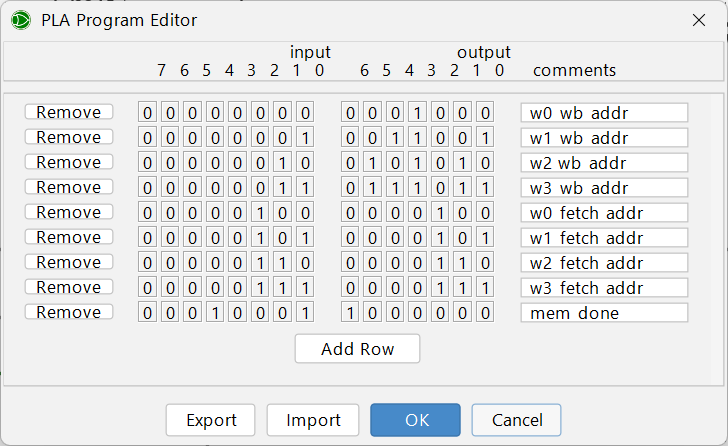 PLA Program Editor
input output
7 6 5 4 3 2 1 0 6 5 4 3 2 1 0 comments
Remove 0 0 0 0 0 0 0 0 0 0 0 1 0 0 0 w0 wb addr
Remove 0 0 0 0 0 0 0 1 0 0 1 1 0 0 1 w1 wb addr
Remove 0 0 0 0 0 0 1 0 0 1 0 1 0 1 0 w2 wb addr
Remove 0 0 0 0 0 0 1 1 0 1 1 1 0 1 1 w3 wb addr
Remove 0 0 0 0 0 1 0 0 0 0 0 0 1 0 0 w0 fetch addr
Remove 0 0 0 0 0 1 0 1 0 0 0 0 1 0 1 w1 fetch addr
Remove 0 0 0 0 0 1 1 0 0 0 0 0 1 1 0 w2 fetch addr
Remove 0 0 0 0 0 1 1 1 0 0 0 0 1 1 1 w3 fetch addr
Remove 0 0 0 1 0 0 0 1 1 0 0 0 0 0 0 mem done
Add Row
Export Import OK Cancel